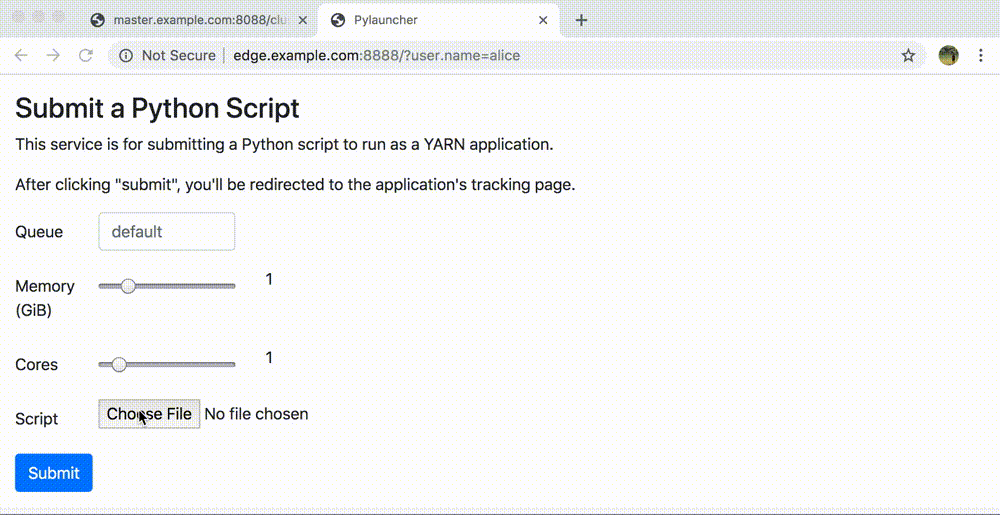 master.example.com:8088/clu
Pylauncher
Not Secure | edge.example.com:8888/?user.name=alice
Submit a Python Script
This service is for submitting a Python script to run as a YARN application.
After clicking "submit", you'll be redirected to the application's tracking page.
Queue default
Memory 1
(GiB)
Cores 1
Script Choose File No file chosen
Submit